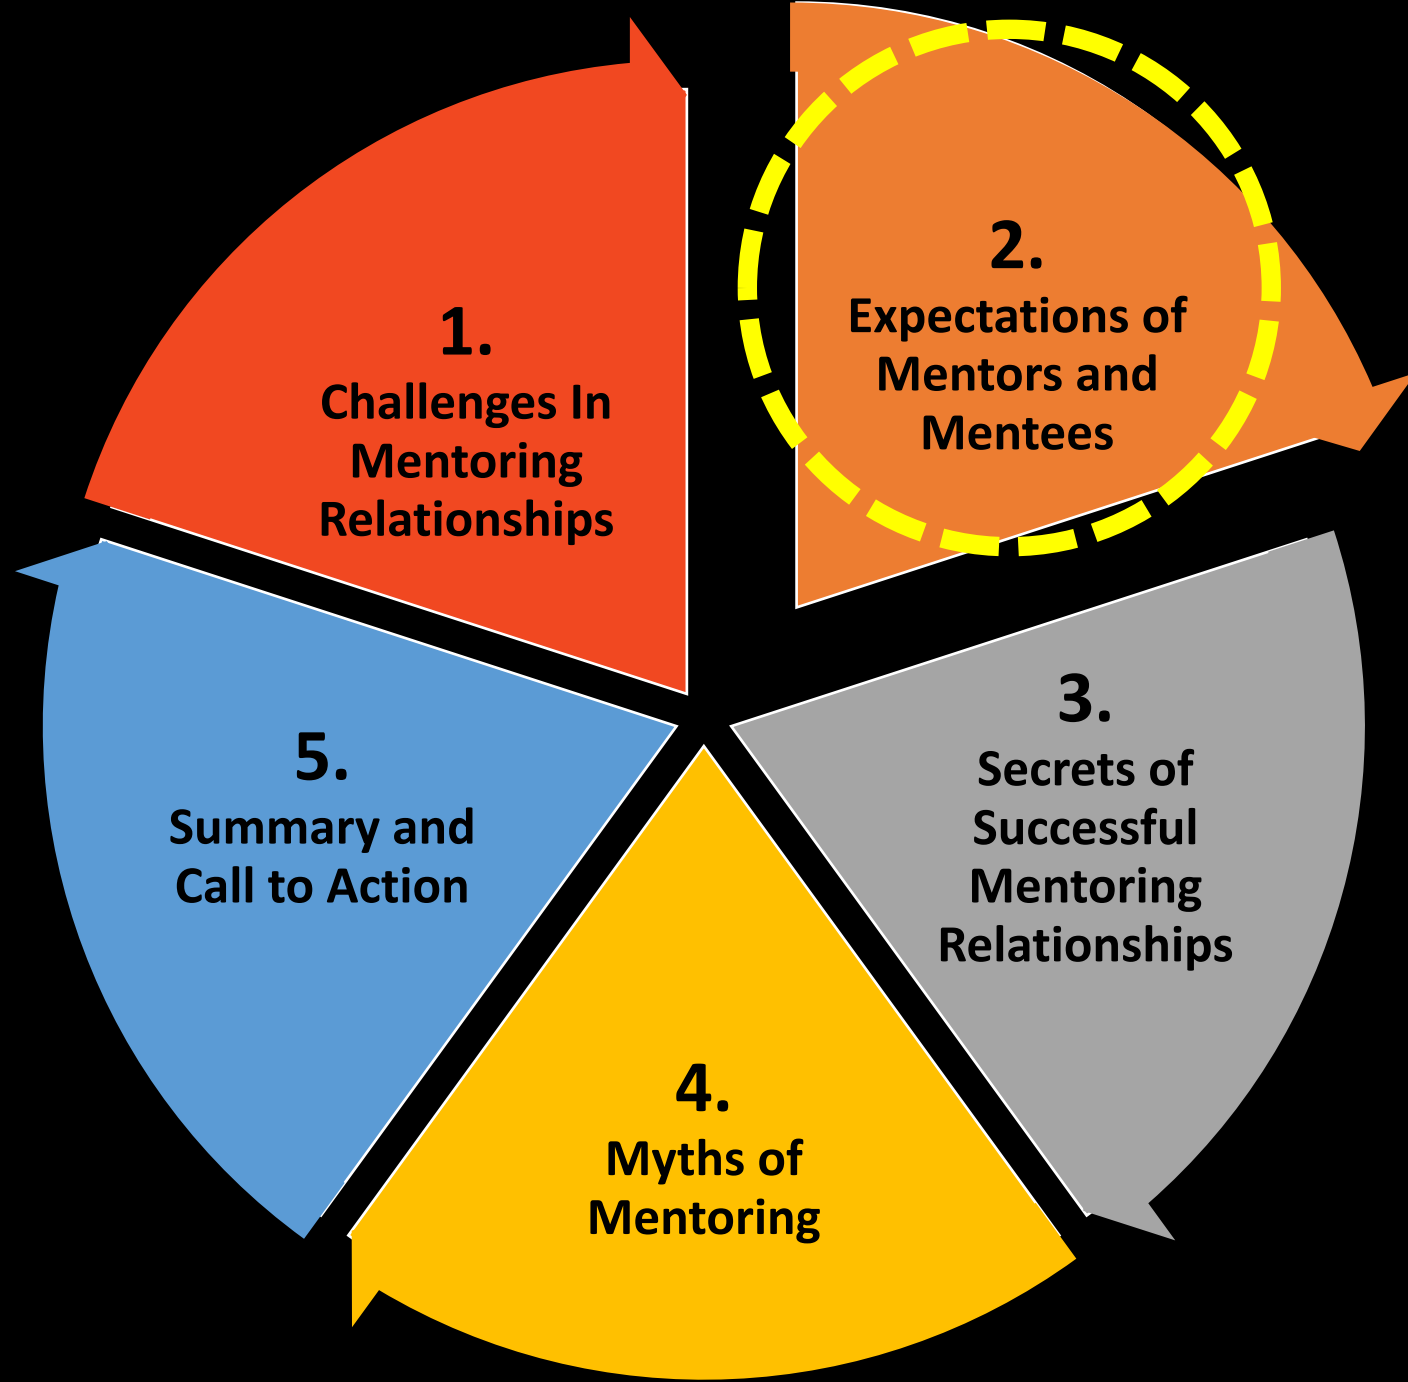 1.
Challenges In
Mentoring
Relationships
2.
Expectations of
Mentors and
Mentees
3.
Secrets of
Successful
Mentoring
Relationships
4.
Myths of
Mentoring
5.
Summary and
Call to Action